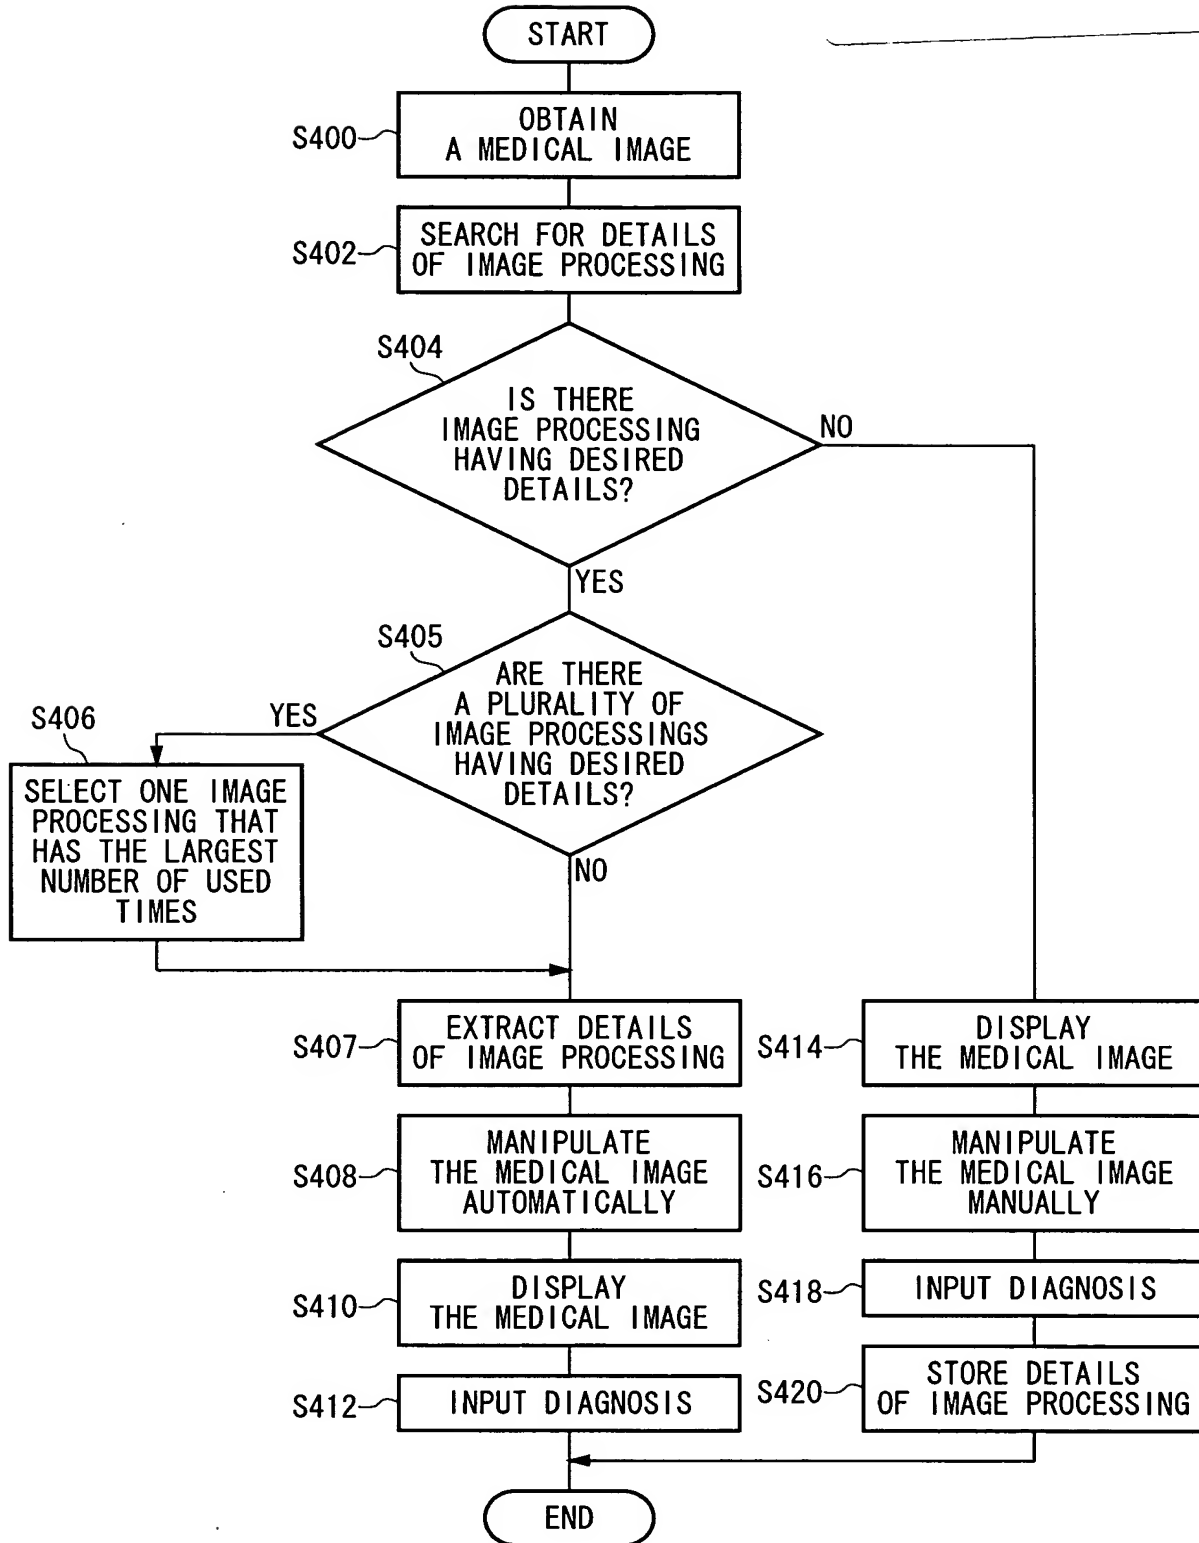 START
S400
OBTAIN
A MEDICAL IMAGE
S402
SEARCH FOR DETAILS
OF IMAGE PROCESSING
S404
IS THERE
IMAGE PROCESSING
HAVING DESIRED
DETAILS?
NO
YES
S405
ARE THERE
A PLURALITY OF
IMAGE PROCESSINGS
HAVING DESIRED
DETAILS?
YES
NO
S406
SELECT ONE IMAGE
PROCESSING THAT
HAS THE LARGEST
NUMBER OF USED
TIMES
S407
EXTRACT DETAILS
OF IMAGE PROCESSING
S408
MANIPULATE
THE MEDICAL IMAGE
AUTOMATICALLY
S410
DISPLAY
THE MEDICAL IMAGE
S412
INPUT DIAGNOSIS
S414
DISPLAY
THE MEDICAL IMAGE
S416
MANIPULATE
THE MEDICAL IMAGE
MANUALLY
S418
INPUT DIAGNOSIS
S420
STORE DETAILS
OF IMAGE PROCESSING
END